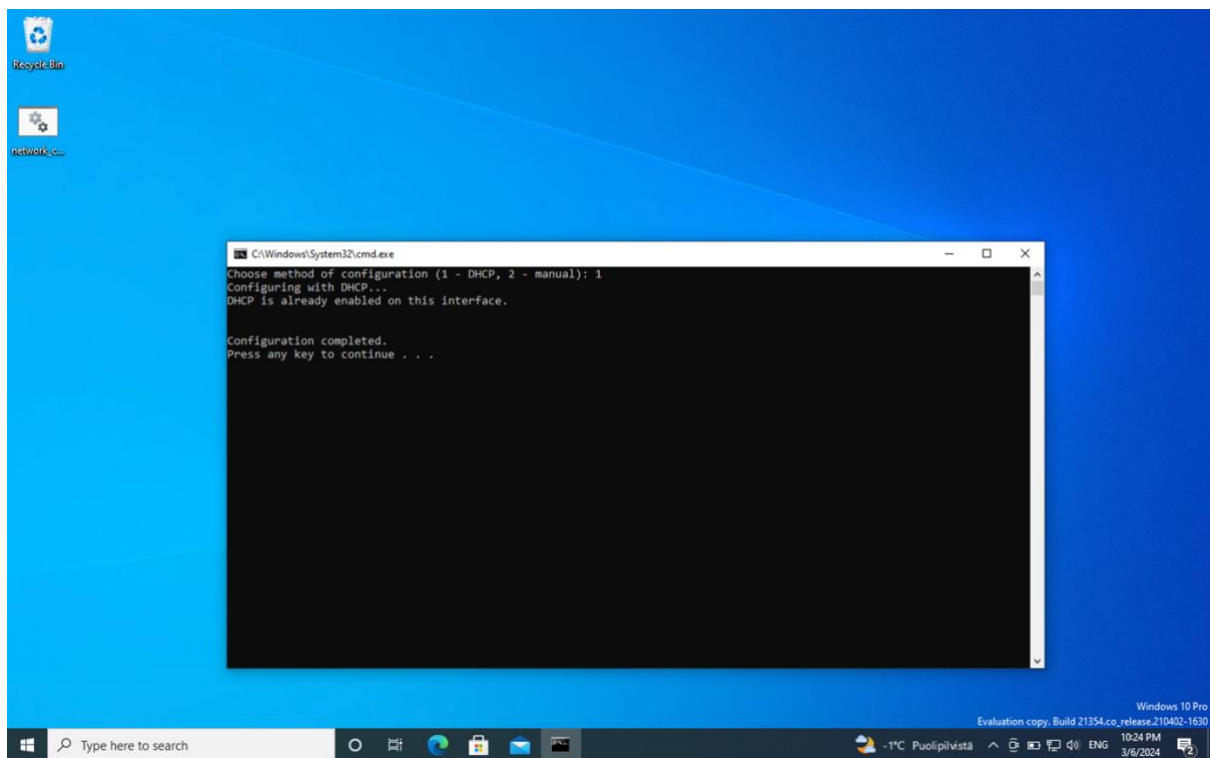 Recycle Bin
network_c...
C:\Windows\System32\cmd.exe
Choose method of configuration (1 - DHCP, 2 - manual): 1
Configuring with DHCP...
DHCP is already enabled on this interface.
Configuration completed.
Press any key to continue . . .
Windows 10 Pro
Evaluation copy. Build 21354.co_release.210402-1630
Type here to search
-1°C Puolipilvistä
ENG
10:24 PM
3/6/2024
2